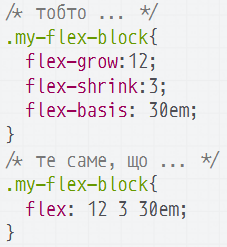 /* тобто ... */
.my-flex-block{
  flex-grow:12;
  flex-shrink:3;
  flex-basis: 30em;
}
/* те саме, що ... */
.my-flex-block{
  flex: 12 3 30em;
}